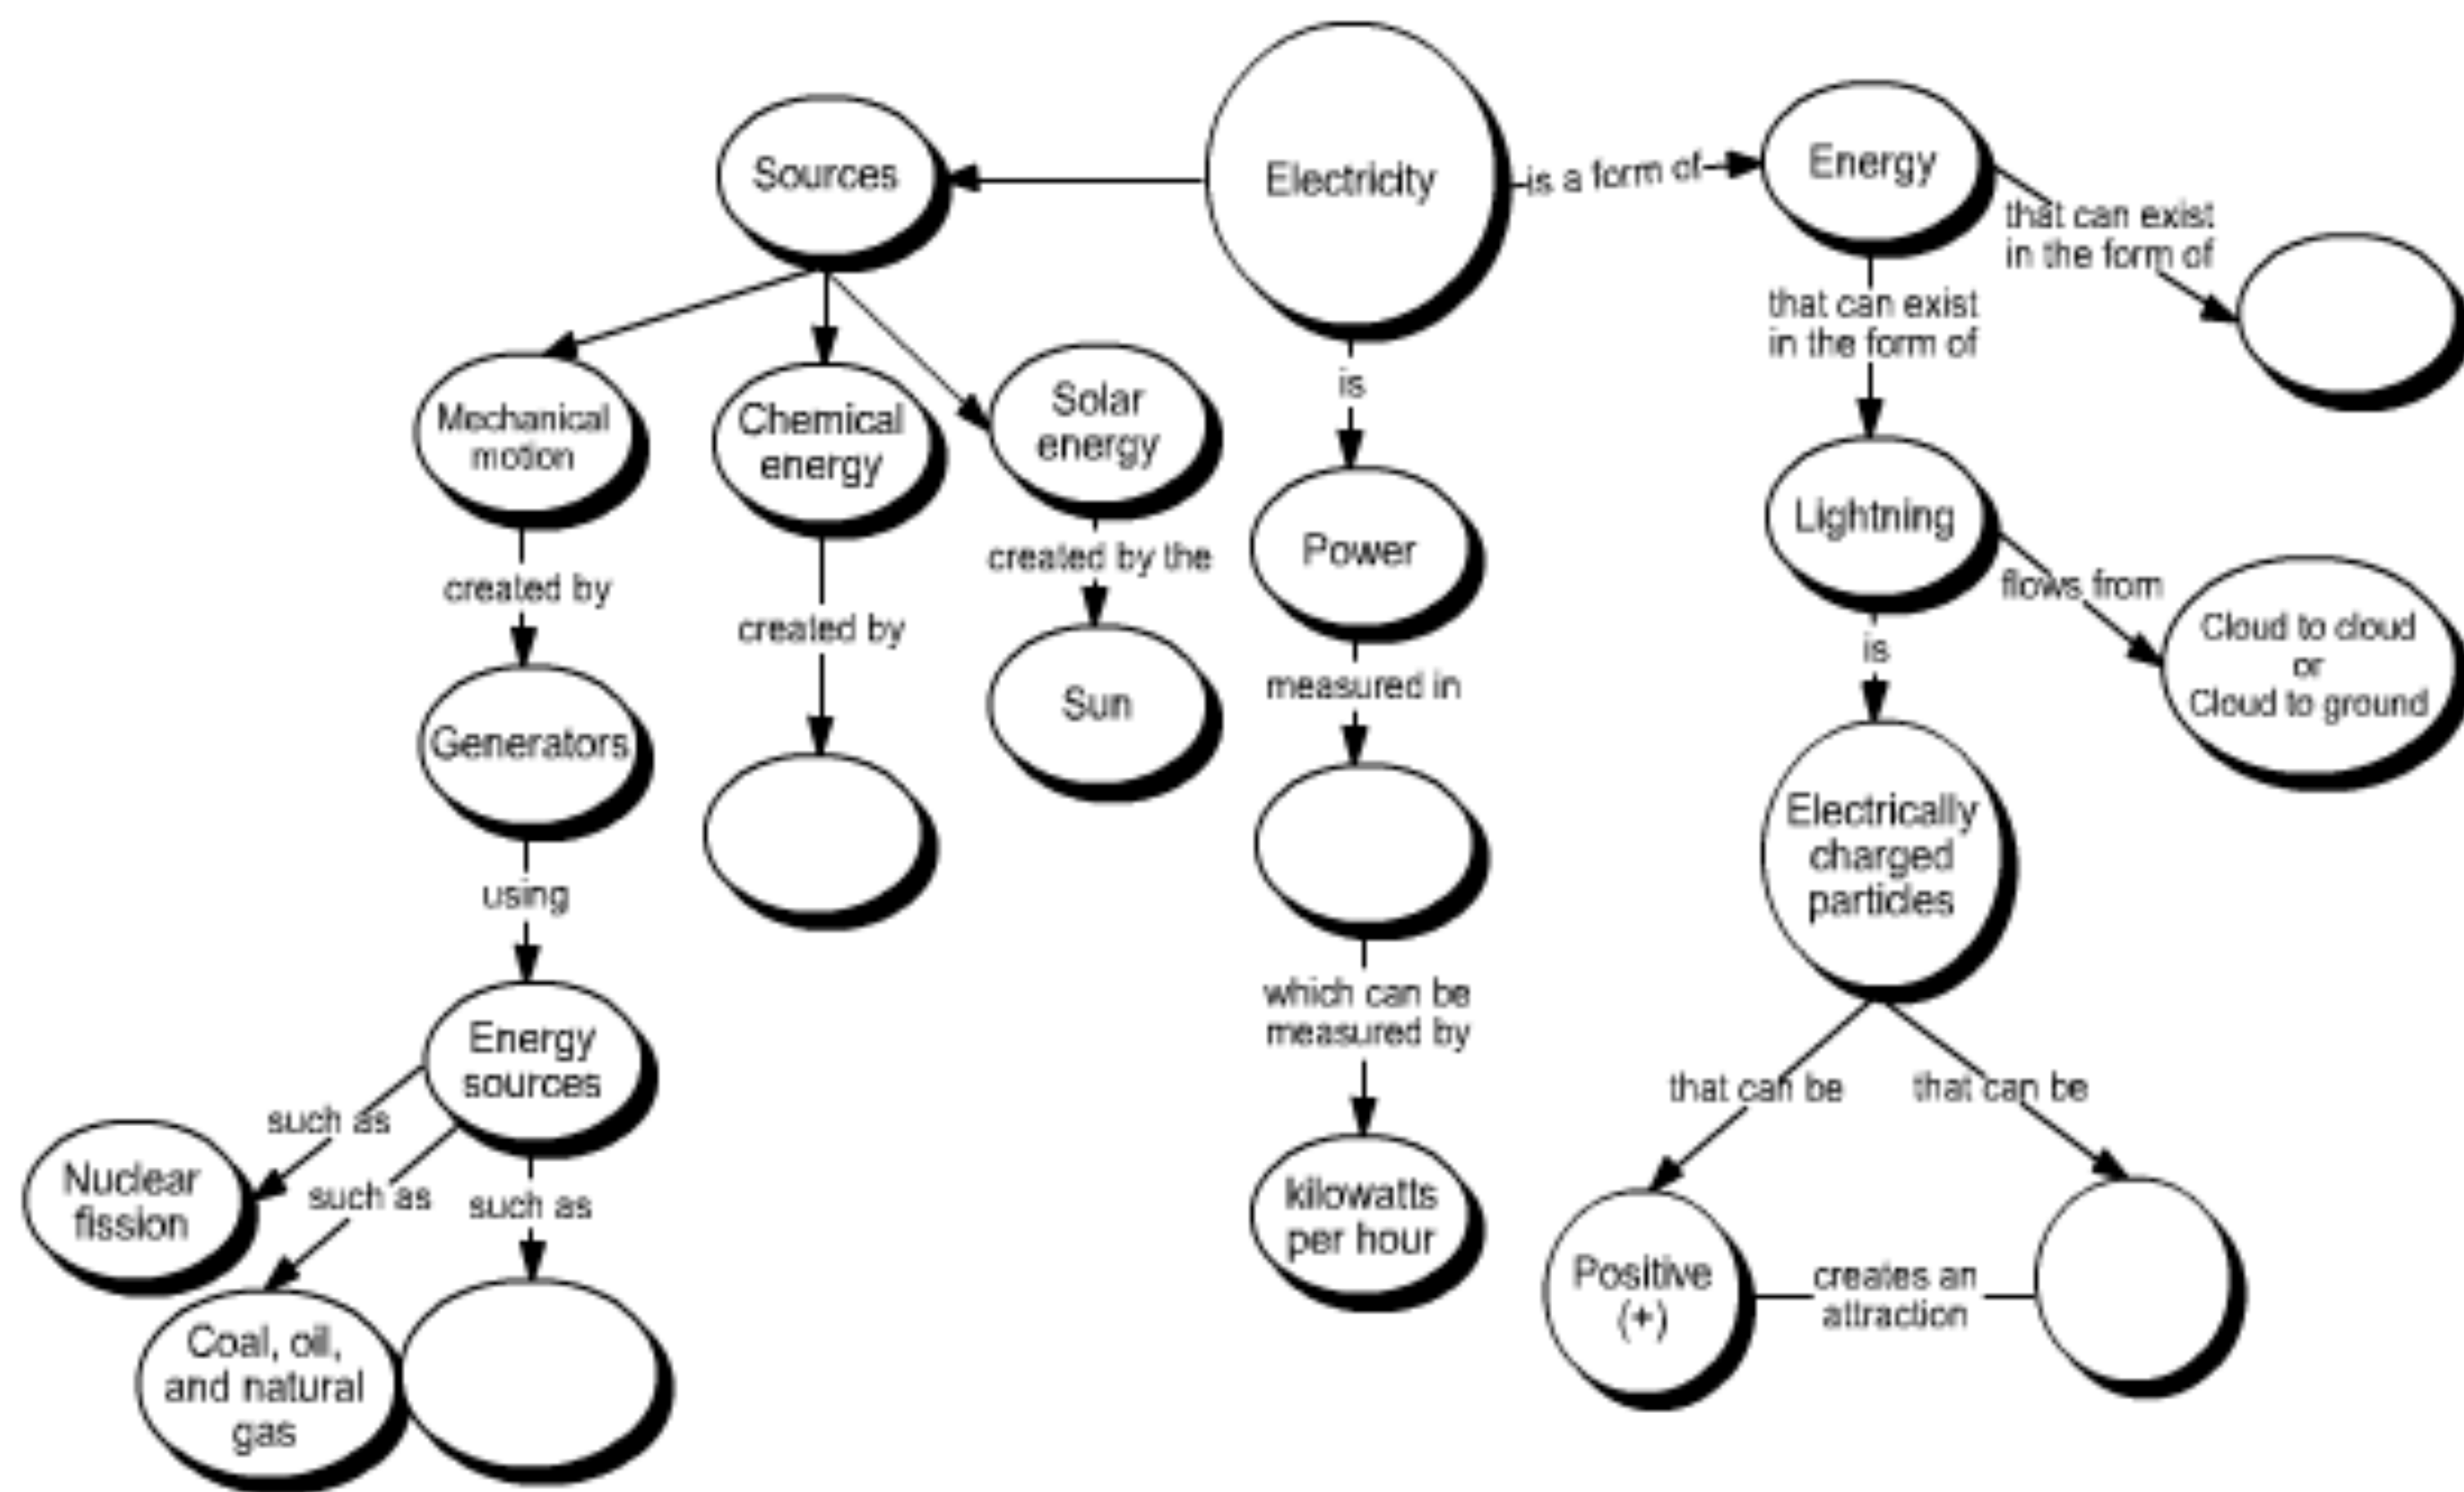 Sources
Electricity
is a form of
Energy
that can exist
in the form of
that can exist
in the form of
Mechanical
motion
Chemical
energy
Solar
energy
is
Power
Lightning
created by
created by
created by the
Sun
measured in
flows from
Cloud to cloud
or
Cloud to ground
is
Generators
Electrically
charged
particles
using
which can be
measured by
Energy
sources
that can be
that can be
such as
such as
such as
Nuclear
fission
kilowatts
per hour
Positive
(+)
creates an
attraction
Coal, oil,
and natural
gas